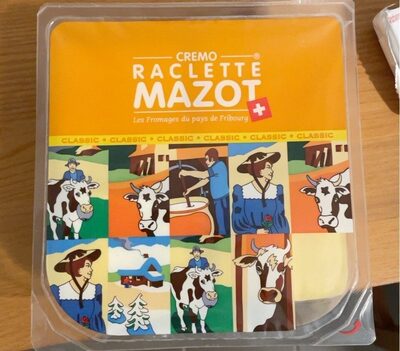 CREMO®
RACLETTE
MAZOT
Les Fromages du pays de Fribourg
CLASSIC • CLASSIC • CLASSIC • CLASSIC • CLASSIC • CLASSIC